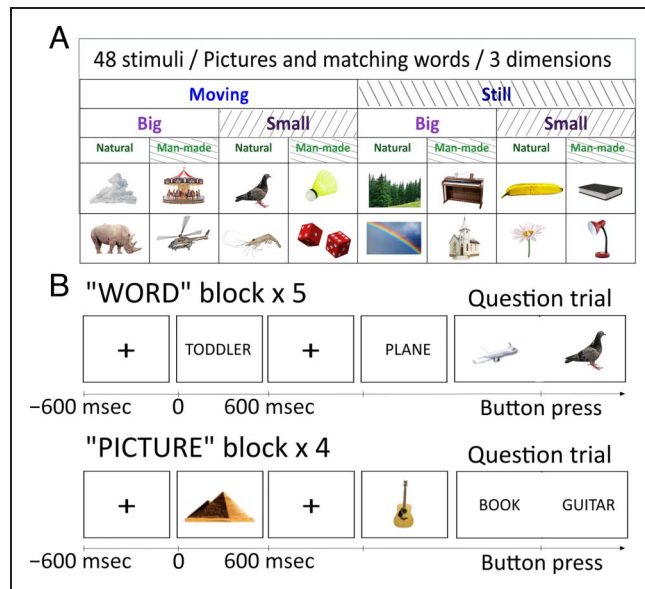 A
48 stimuli / Pictures and matching words / 3 dimensions
Moving Still
Big Small Big Small
Natural Man-made Natural Man-made Natural Man-made Natural Man-made
B
"WORD" block x 5 Question trial
+ TODDLER + PLANE
−600 msec 0 600 msec Button press
"PICTURE" block x 4 Question trial
+ + BOOK GUITAR
−600 msec 0 600 msec Button press